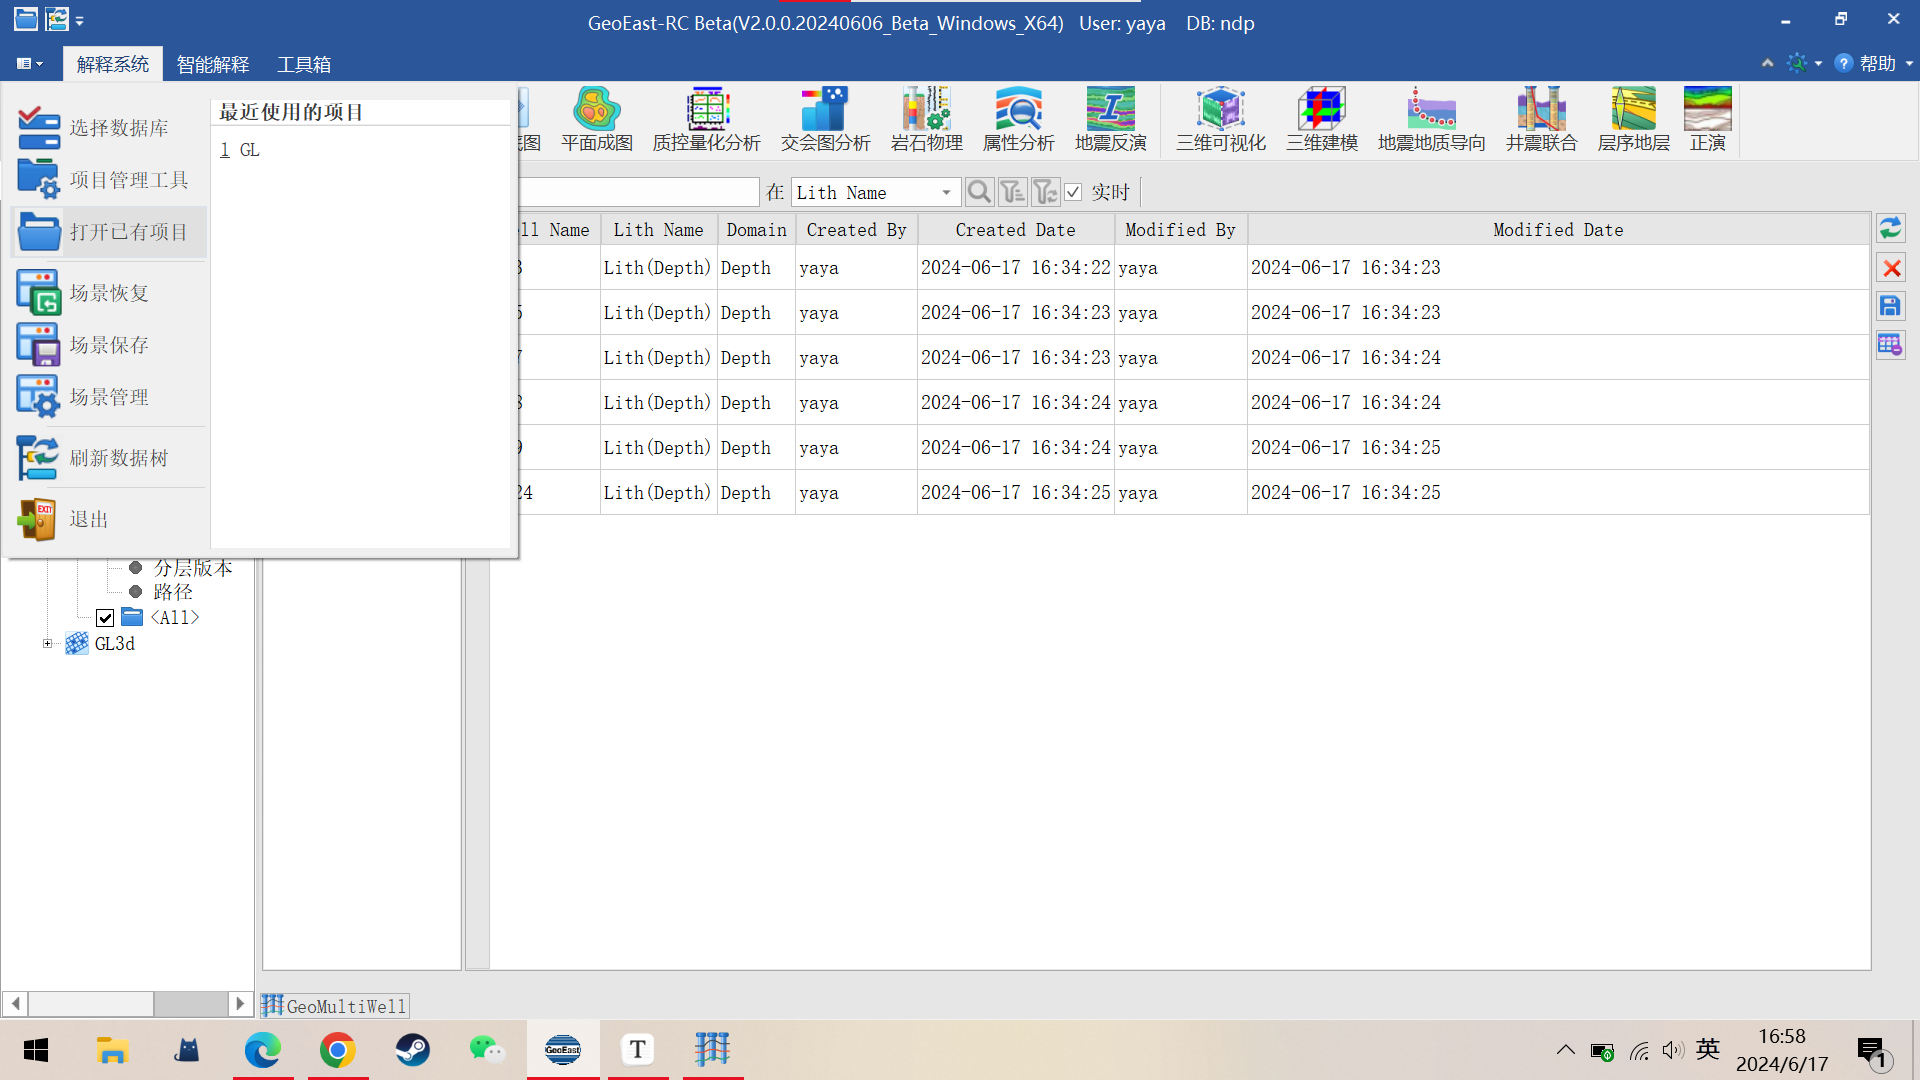 GeoEast-RC Beta(V2.0.0.20240606_Beta_Windows_X64) User: yaya DB: ndp
解释系统 智能解释 工具箱
帮助
选择数据库
项目管理工具
打开已有项目
场景恢复
场景保存
场景管理
刷新数据树
退出
最近使用的项目
1 GL
平面成图 质控量化分析 交会图分析 岩石物理 属性分析 地震反演 三维可视化 三维建模 地震地质导向 井震联合 层序地层 正演
在 Lith Name 实时
Name Lith Name Domain Created By Created Date Modified By Modified Date
Lith(Depth) Depth yaya 2024-06-17 16:34:22 yaya 2024-06-17 16:34:23
Lith(Depth) Depth yaya 2024-06-17 16:34:23 yaya 2024-06-17 16:34:23
Lith(Depth) Depth yaya 2024-06-17 16:34:23 yaya 2024-06-17 16:34:24
Lith(Depth) Depth yaya 2024-06-17 16:34:24 yaya 2024-06-17 16:34:24
Lith(Depth) Depth yaya 2024-06-17 16:34:24 yaya 2024-06-17 16:34:25
24 Lith(Depth) Depth yaya 2024-06-17 16:34:25 yaya 2024-06-17 16:34:25
分层版本
路径
<All>
GL3d
GeoMultiWell
GeoEast
T
英
16:58
2024/6/17
1